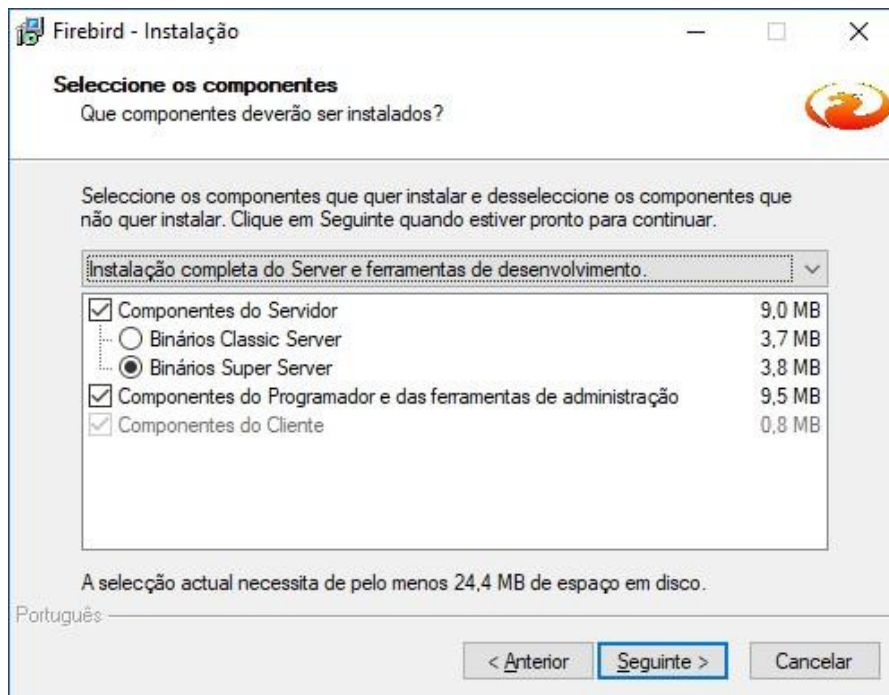 Firebird - Instalação
Seleccione os componentes
Que componentes deverão ser instalados?
Seleccione os componentes que quer instalar e desseleccione os componentes que
não quer instalar. Clique em Seguinte quando estiver pronto para continuar.
Instalação completa do Server e ferramentas de desenvolvimento.
Componentes do Servidor 9,0 MB
Binários Classic Server 3,7 MB
Binários Super Server 3,8 MB
Componentes do Programador e das ferramentas de administração 9,5 MB
Componentes do Cliente 0,8 MB
A selecção actual necessita de pelo menos 24,4 MB de espaço em disco.
Português
< Anterior Seguinte > Cancelar